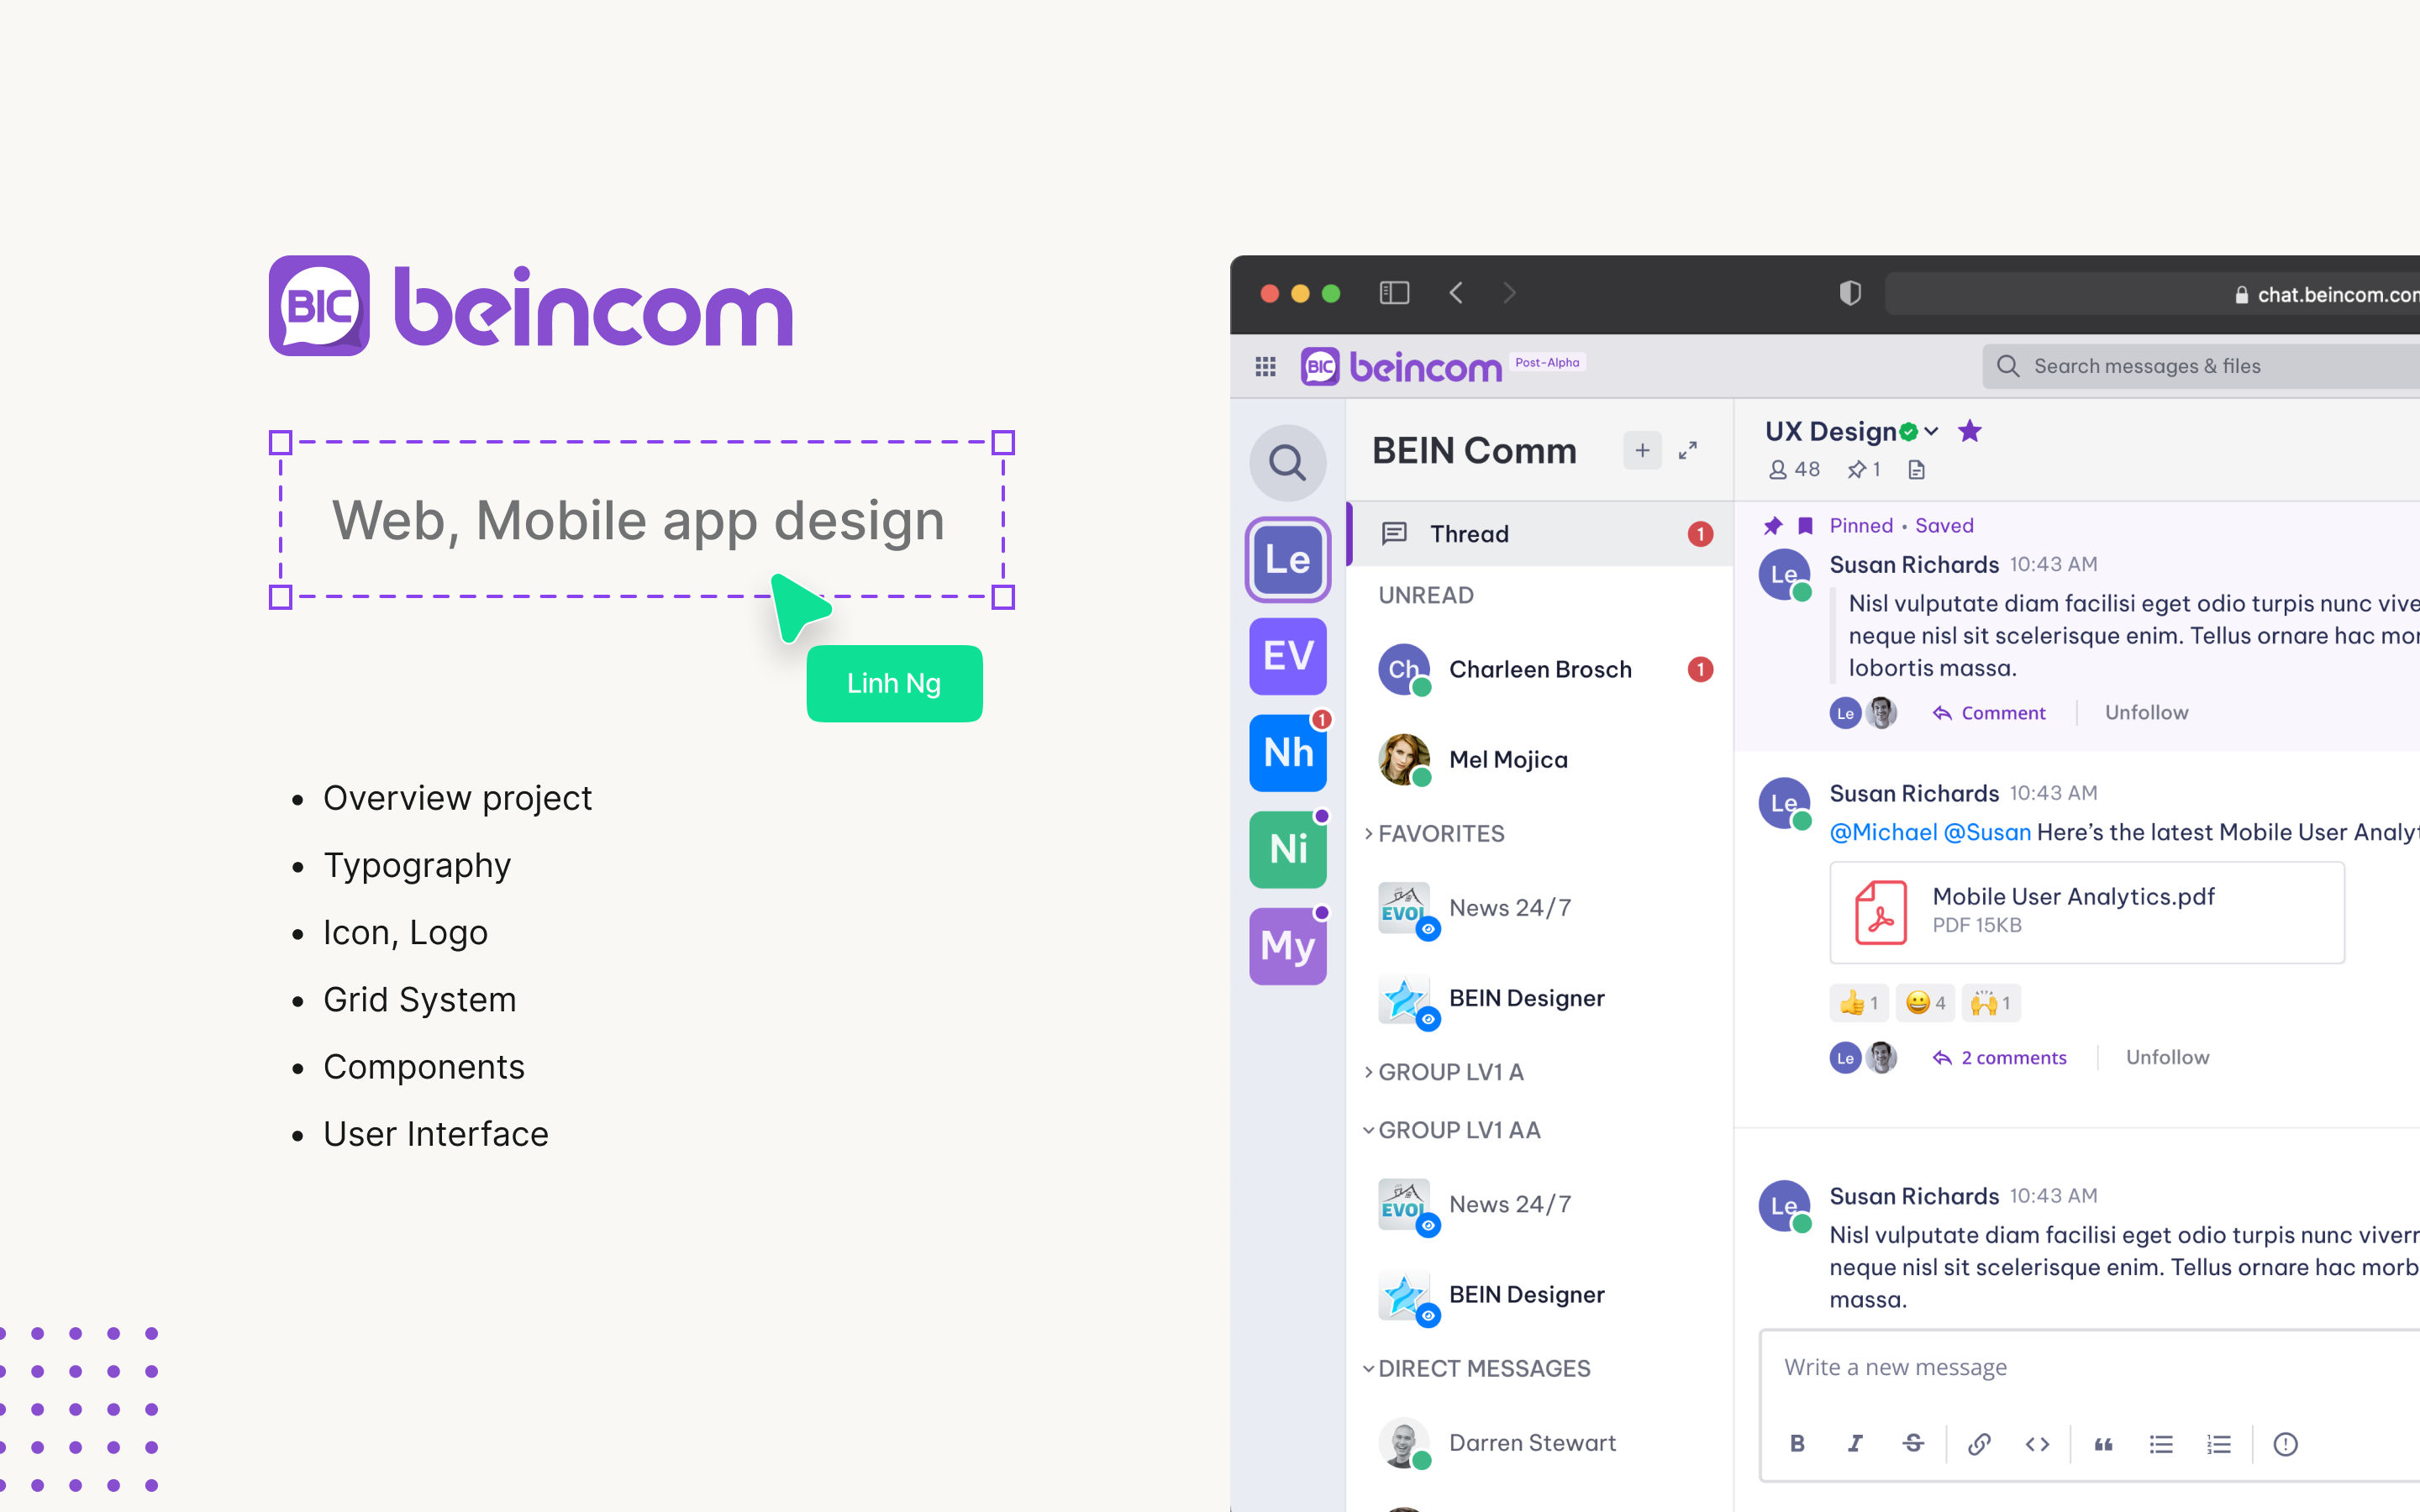 BIC beincom
Web, Mobile app design
Linh Ng
Overview project
Typography
Icon, Logo
Grid System
Components
User Interface
chat.beincom.com
BIC beincom Post-Alpha
Search messages & files
Le
EV
Nh 1
Ni
My
BEIN Comm
Thread 1
UNREAD
Ch Charleen Brosch 1
Mel Mojica
FAVORITES
EVOL News 24/7
BEIN Designer
GROUP LV1 A
GROUP LV1 AA
EVOL News 24/7
BEIN Designer
DIRECT MESSAGES
Darren Stewart
UX Design
48 1
Pinned • Saved
Le Susan Richards 10:43 AM
Nisl vulputate diam facilisi eget odio turpis nunc vive
neque nisl sit scelerisque enim. Tellus ornare hac mor
lobortis massa.
Le Comment Unfollow
Le Susan Richards 10:43 AM
@Michael @Susan Here’s the latest Mobile User Analyt
Mobile User Analytics.pdf
PDF 15KB
👍 1 😀 4 🙌 1
Le 2 comments Unfollow
Le Susan Richards 10:43 AM
Nisl vulputate diam facilisi eget odio turpis nunc viverr
neque nisl sit scelerisque enim. Tellus ornare hac morb
massa.
Write a new message
B I S